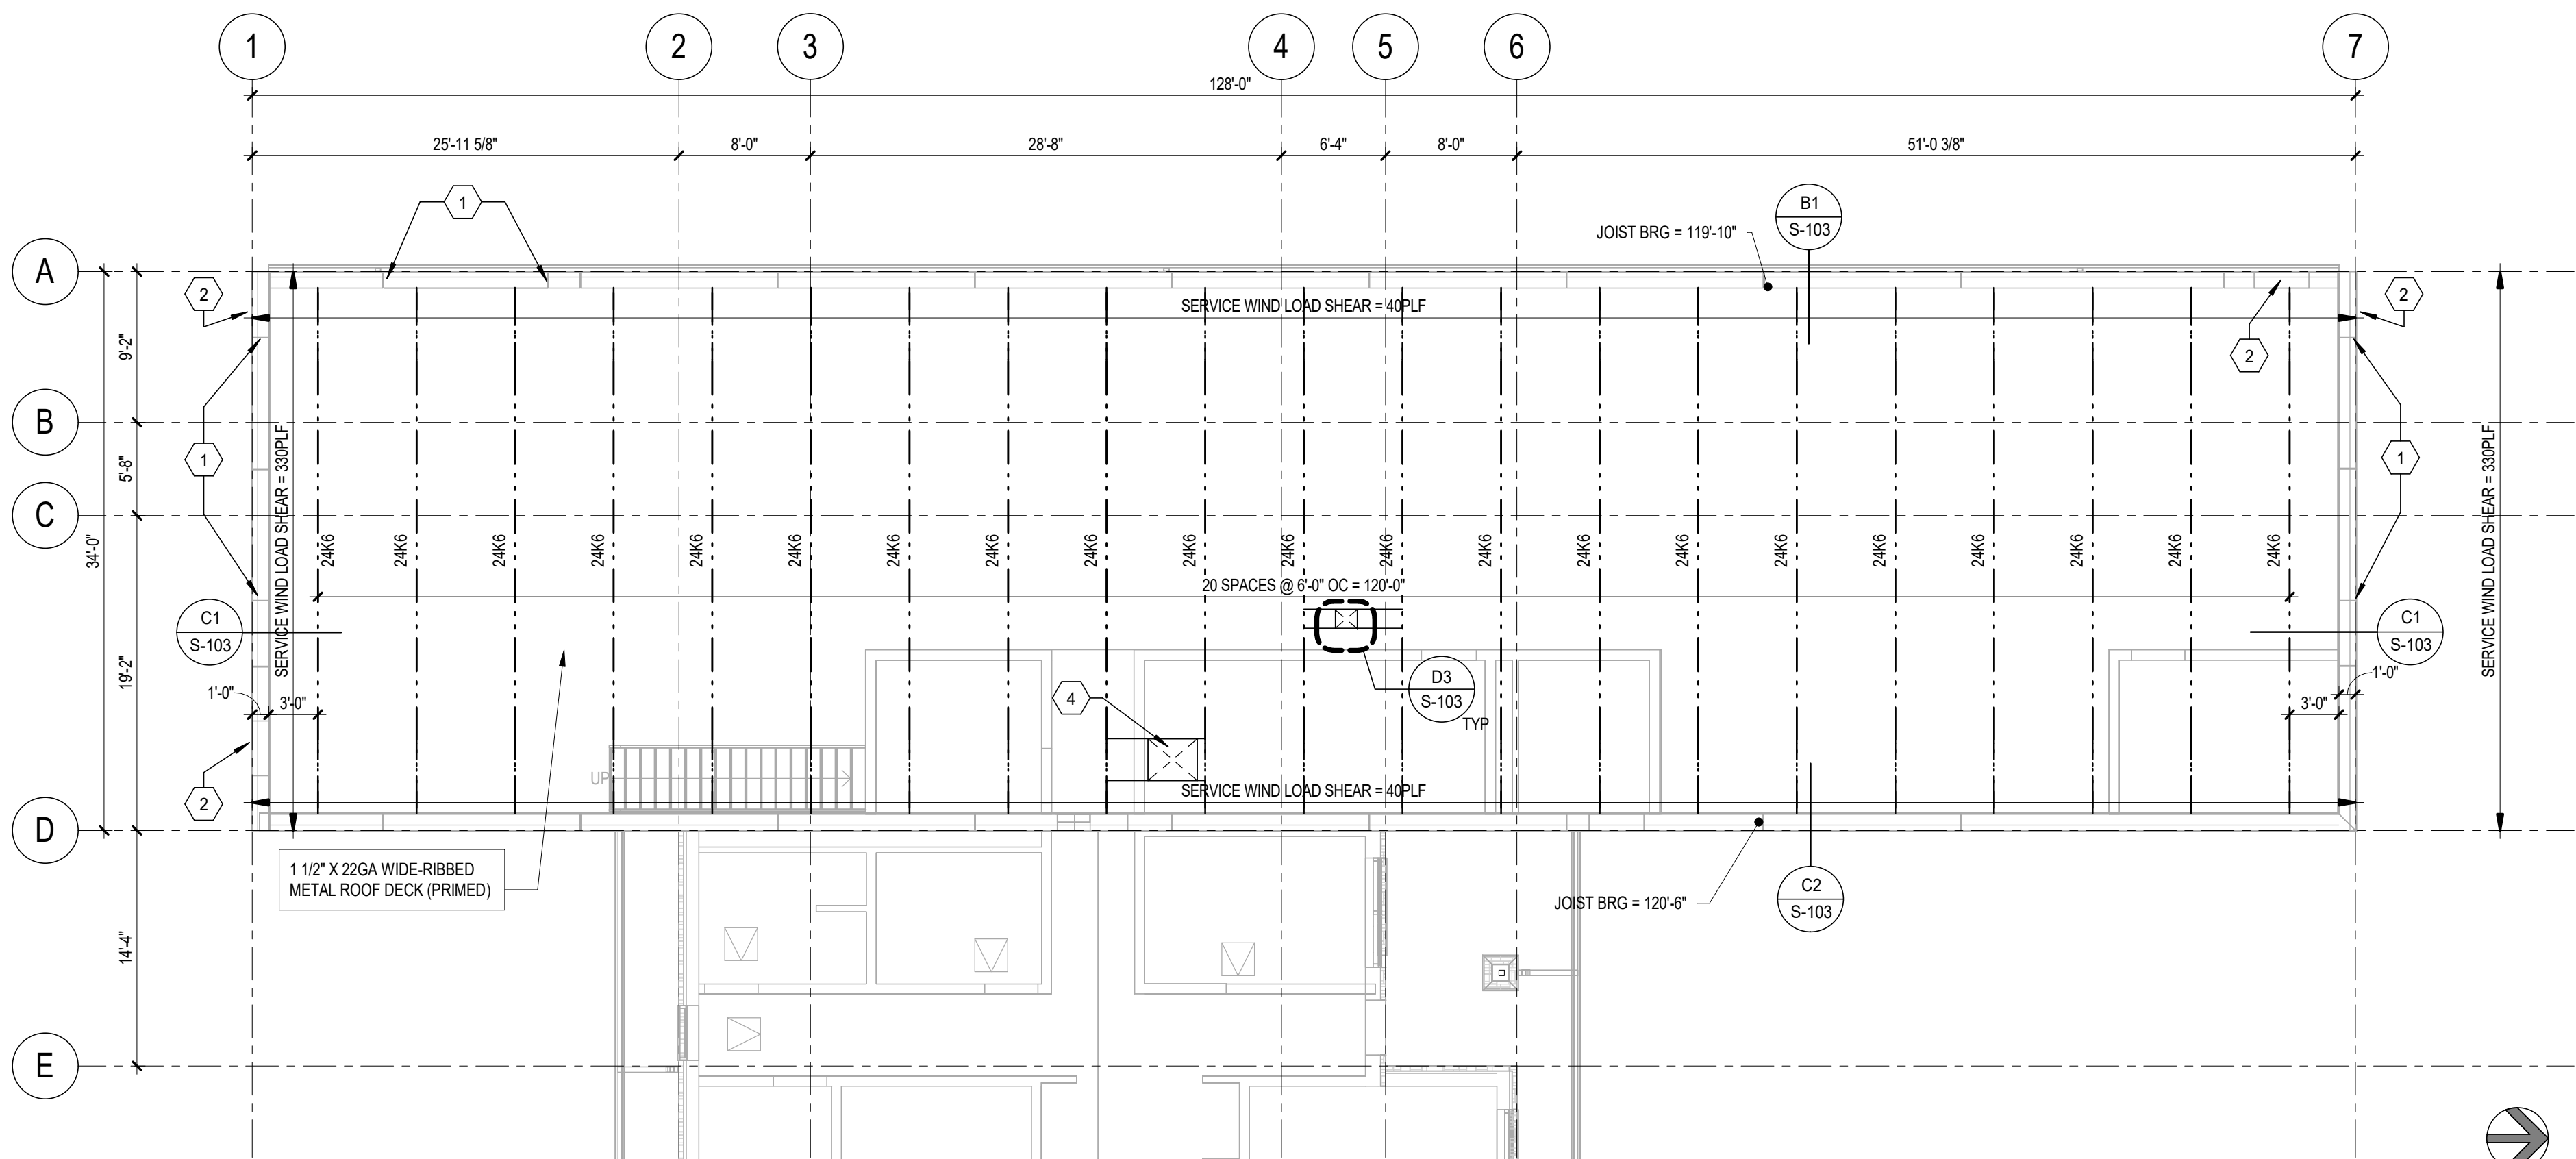 1 2 3 4 5 6 7
128'-0"
25'-11 5/8" 8'-0" 28'-8" 6'-4" 8'-0" 51'-0 3/8"
1
B1
S-103
JOIST BRG = 119'-10"
A
2
2
SERVICE WIND LOAD SHEAR = 40PLF
9'-2"
2
B
1
1
5'-8"
SERVICE WIND LOAD SHEAR = 330PLF
SERVICE WIND LOAD SHEAR = 330PLF
C
34'-0"
24K6 24K6 24K6 24K6 24K6 24K6 24K6 24K6 24K6 24K6 24K6 24K6 24K6 24K6 24K6 24K6 24K6 24K6 24K6 24K6 24K6
20 SPACES @ 6'-0" OC = 120'-0"
C1
S-103
C1
S-103
19'-2"
D3
S-103
TYP
1'-0"
3'-0"
4
1'-0"
3'-0"
UP
SERVICE WIND LOAD SHEAR = 40PLF
2
D
1 1/2" X 22GA WIDE-RIBBED
METAL ROOF DECK (PRIMED)
C2
S-103
JOIST BRG = 120'-6"
14'-4"
E